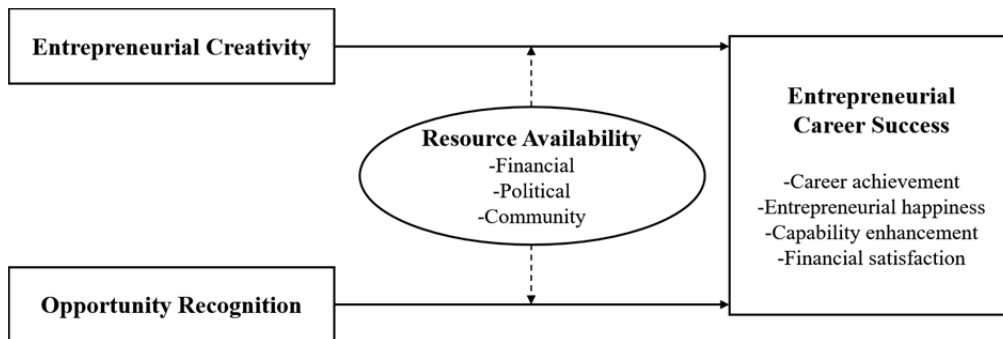 Entrepreneurial Creativity
Resource Availability
-Financial
-Political
-Community
Opportunity Recognition
Entrepreneurial
Career Success
-Career achievement
-Entrepreneurial happiness
-Capability enhancement
-Financial satisfaction